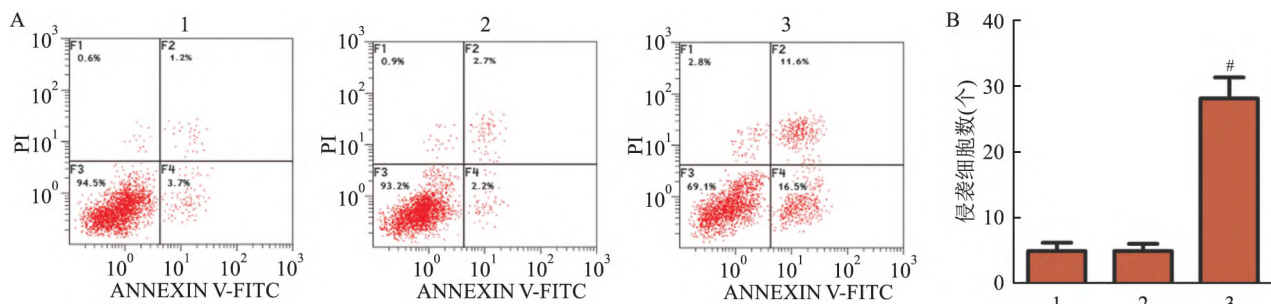 A
1
10³
10²
10¹
10⁰
PI
F1
0.6%
F2
1.2%
F3
94.5%
F4
3.7%
10⁰ 10¹ 10² 10³
ANNEXIN V-FITC
2
10³
10²
10¹
10⁰
PI
F1
0.9%
F2
2.7%
F3
93.2%
F4
2.2%
10⁰ 10¹ 10² 10³
ANNEXIN V-FITC
3
10³
10²
10¹
10⁰
PI
F1
2.8%
F2
11.6%
F3
69.1%
F4
16.5%
10⁰ 10¹ 10² 10³
ANNEXIN V-FITC
B
侵袭细胞数(个)
40
30
20
10
0
#
1 2 3